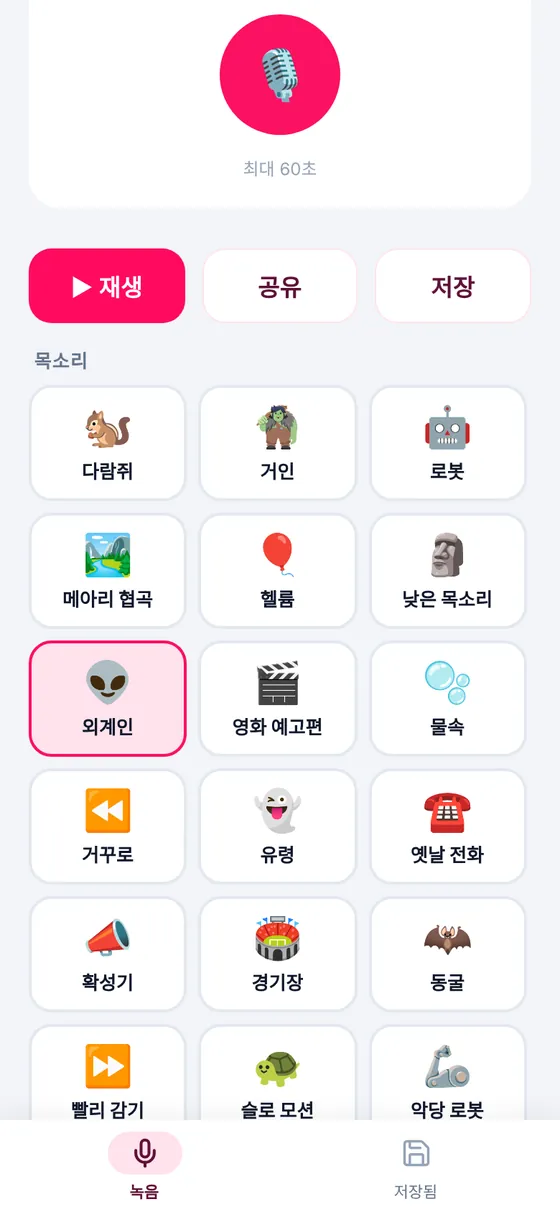 최대 60초
▶ 재생
공유
저장
목소리
다람쥐
거인
로봇
메아리 협곡
헬륨
낮은 목소리
외계인
영화 예고편
물속
거꾸로
유령
옛날 전화
확성기
경기장
동굴
빨리 감기
슬로 모션
악당 로봇
녹음
저장됨